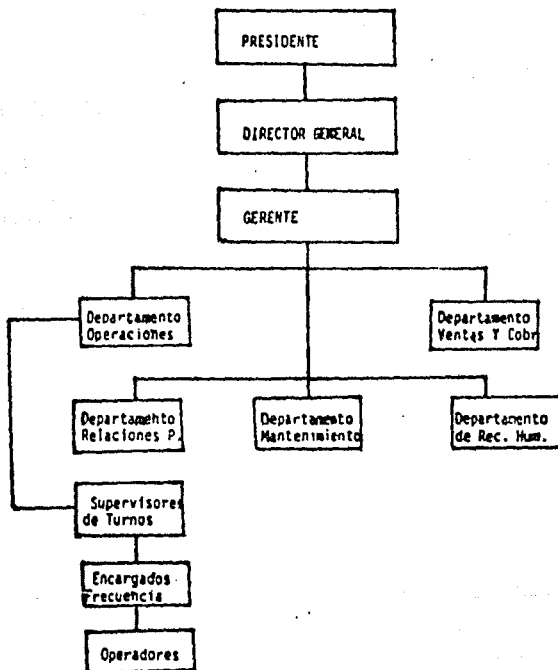 PRESIDENTE
DIRECTOR GENERAL
GERENTE
Departamento
Operaciones
Departamento
Ventas Y Cobr
Departamento
Relaciones P.
Departamento
Mantenimiento
Departamento
de Rec. Hum.
Supervisores
de Turnos
Encargados
Frecuencia
Operadores